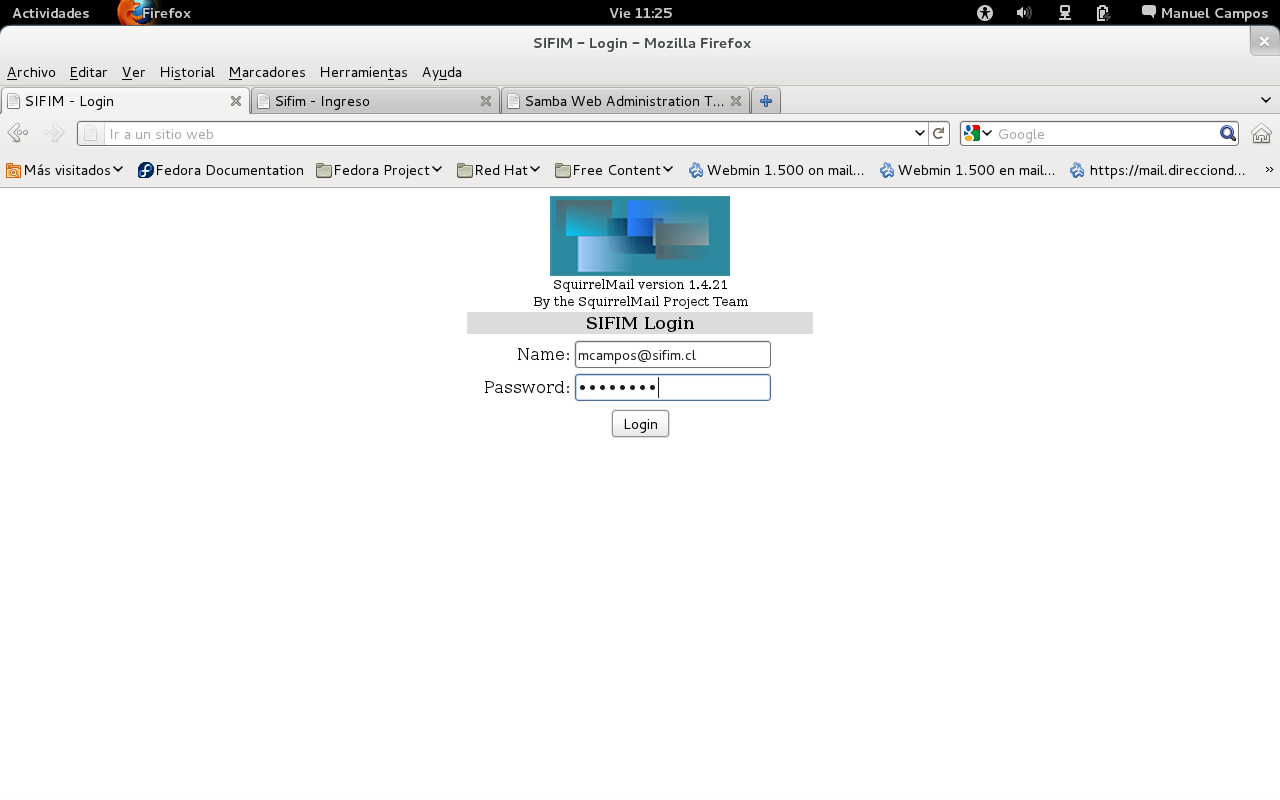 Actividades Firefox Vie 11:25 Manuel Campos
SIFIM - Login - Mozilla Firefox
Archivo Editar Ver Historial Marcadores Herramientas Ayuda
SIFIM - Login Sifim - Ingreso Samba Web Administration T...
Ir a un sitio web Google
Más visitados Fedora Documentation Fedora Project Red Hat Free Content Webmin 1.500 on mail... Webmin 1.500 en mail... https://mail.direcciond... »
SquirrelMail version 1.4.21
By the SquirrelMail Project Team
SIFIM Login
Name: mcampos@sifim.cl
Password: ••••••••
Login